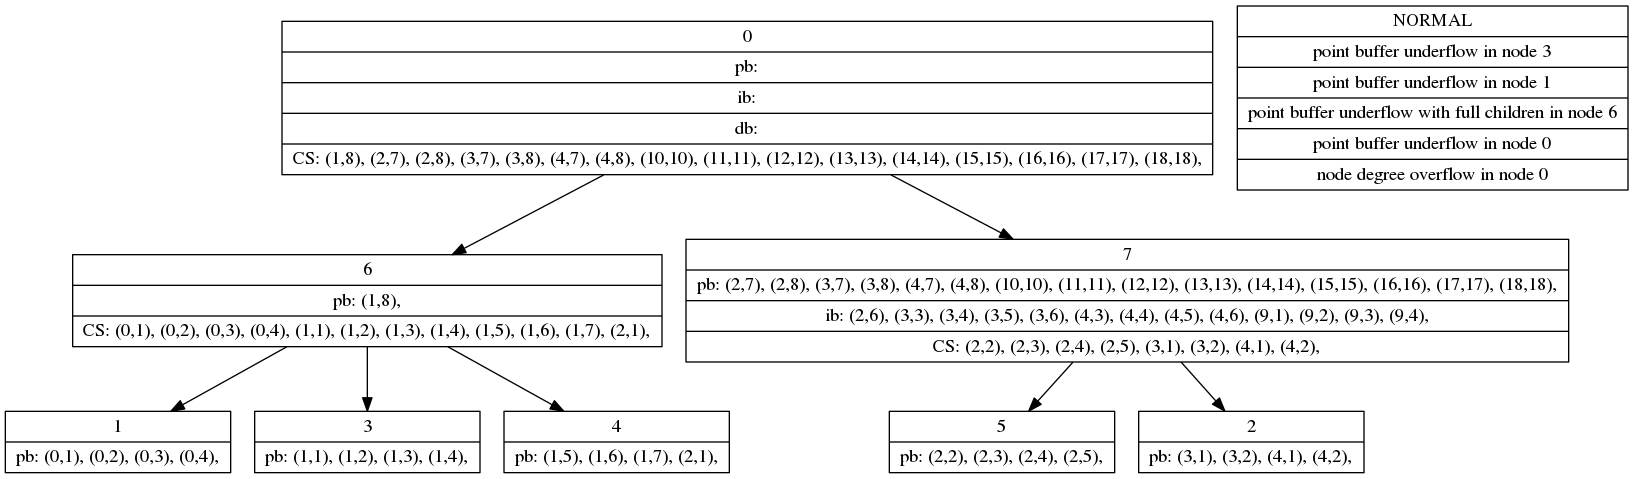 0
pb:
ib:
db:
CS: (1,8), (2,7), (2,8), (3,7), (3,8), (4,7), (4,8), (10,10), (11,11), (12,12), (13,13), (14,14), (15,15), (16,16), (17,17), (18,18),
NORMAL
point buffer underflow in node 3
point buffer underflow in node 1
point buffer underflow with full children in node 6
point buffer underflow in node 0
node degree overflow in node 0
6
pb: (1,8),
CS: (0,1), (0,2), (0,3), (0,4), (1,1), (1,2), (1,3), (1,4), (1,5), (1,6), (1,7), (2,1),
7
pb: (2,7), (2,8), (3,7), (3,8), (4,7), (4,8), (10,10), (11,11), (12,12), (13,13), (14,14), (15,15), (16,16), (17,17), (18,18),
ib: (2,6), (3,3), (3,4), (3,5), (3,6), (4,3), (4,4), (4,5), (4,6), (9,1), (9,2), (9,3), (9,4),
CS: (2,2), (2,3), (2,4), (2,5), (3,1), (3,2), (4,1), (4,2),
1
pb: (0,1), (0,2), (0,3), (0,4),
3
pb: (1,1), (1,2), (1,3), (1,4),
4
pb: (1,5), (1,6), (1,7), (2,1),
5
pb: (2,2), (2,3), (2,4), (2,5),
2
pb: (3,1), (3,2), (4,1), (4,2),